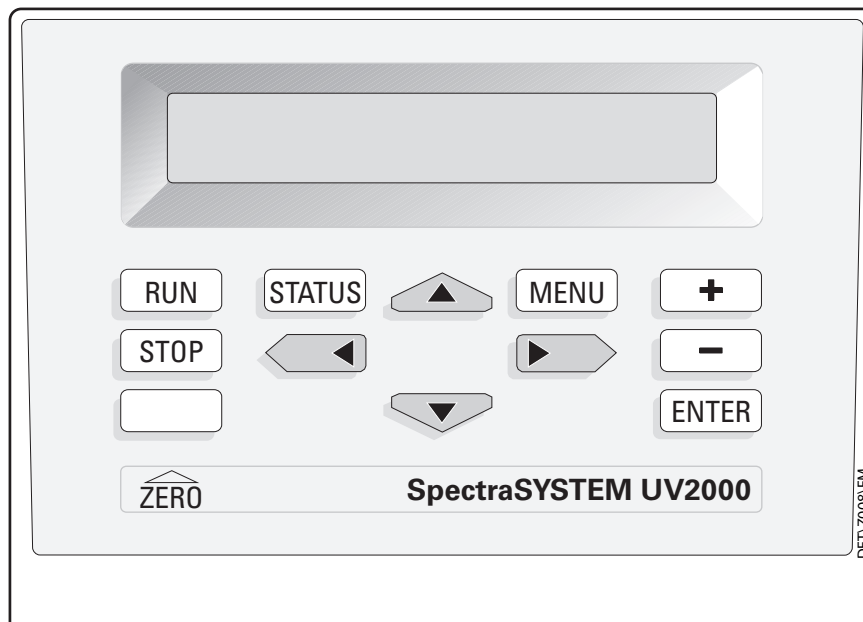 RUN
STATUS
MENU
+
STOP
−
ENTER
ZERO
SpectraSYSTEM UV2000